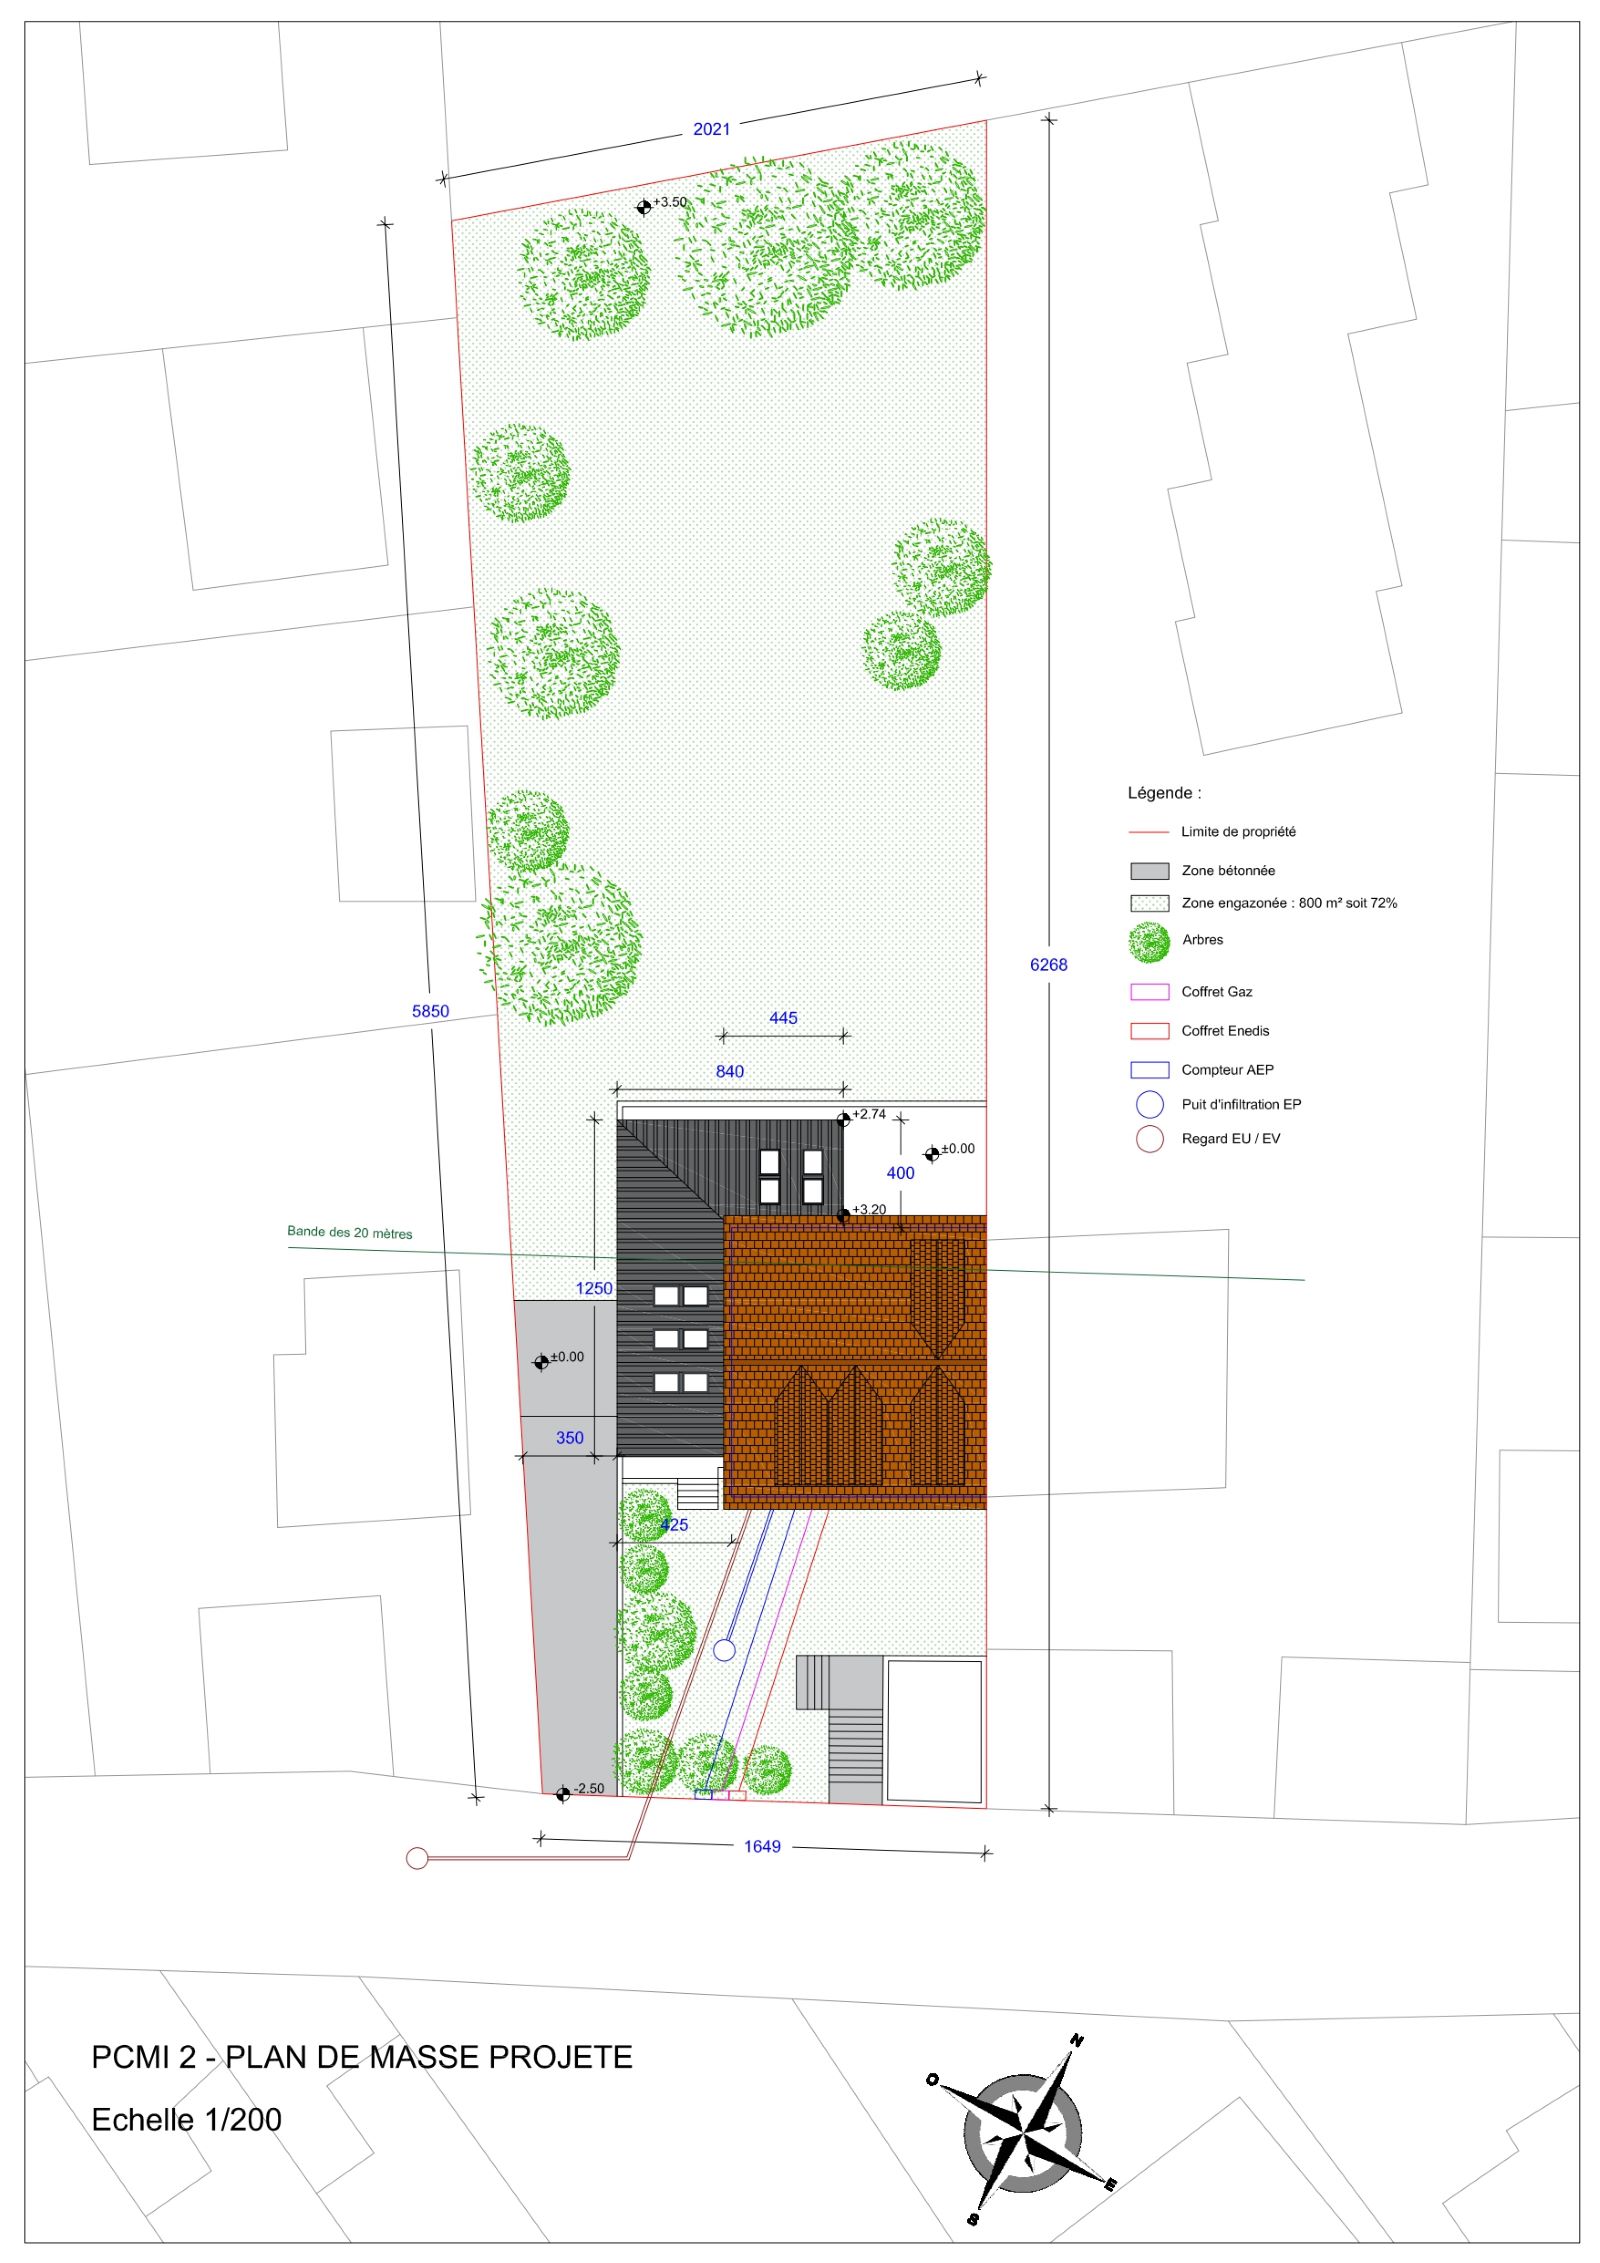 2021
+3.50
5850
6268
Légende :
Limite de propriété
Zone bétonnée
Zone engazonée : 800 m² soit 72%
Arbres
Coffret Gaz
Coffret Enedis
Compteur AEP
Puit d'infiltration EP
Regard EU / EV
445
840
+2.74
±0.00
400
+3.20
Bande des 20 mètres
1250
±0.00
350
425
-2.50
1649
PCMI 2 - PLAN DE MASSE PROJETE
Echelle 1/200
N
O
E
S